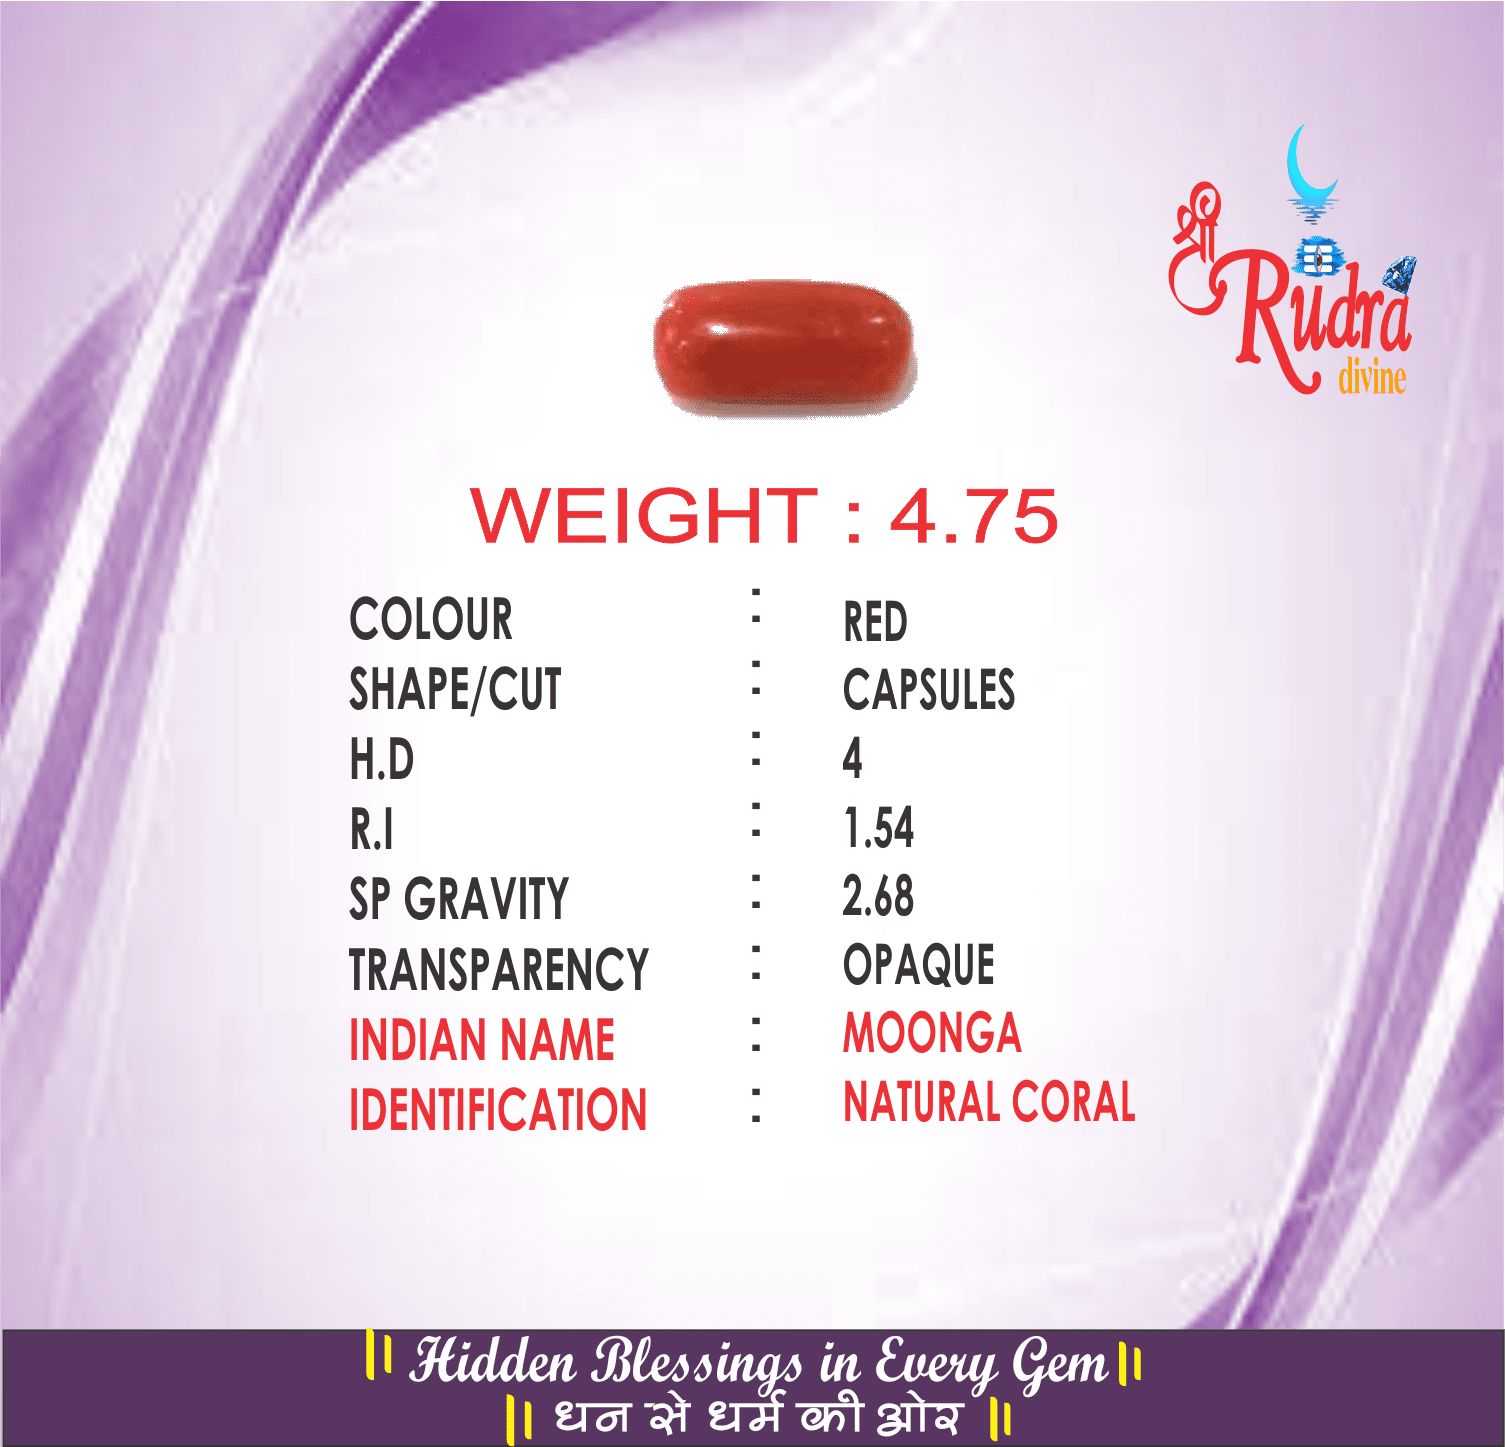 श्री
Rudra
divine
WEIGHT : 4.75
COLOUR : RED
SHAPE/CUT : CAPSULES
H.D : 4
R.I : 1.54
SP GRAVITY : 2.68
TRANSPARENCY : OPAQUE
INDIAN NAME : MOONGA
IDENTIFICATION : NATURAL CORAL
|| Hidden Blessings in Every Gem ||
|| धन से धर्म की ओर ||